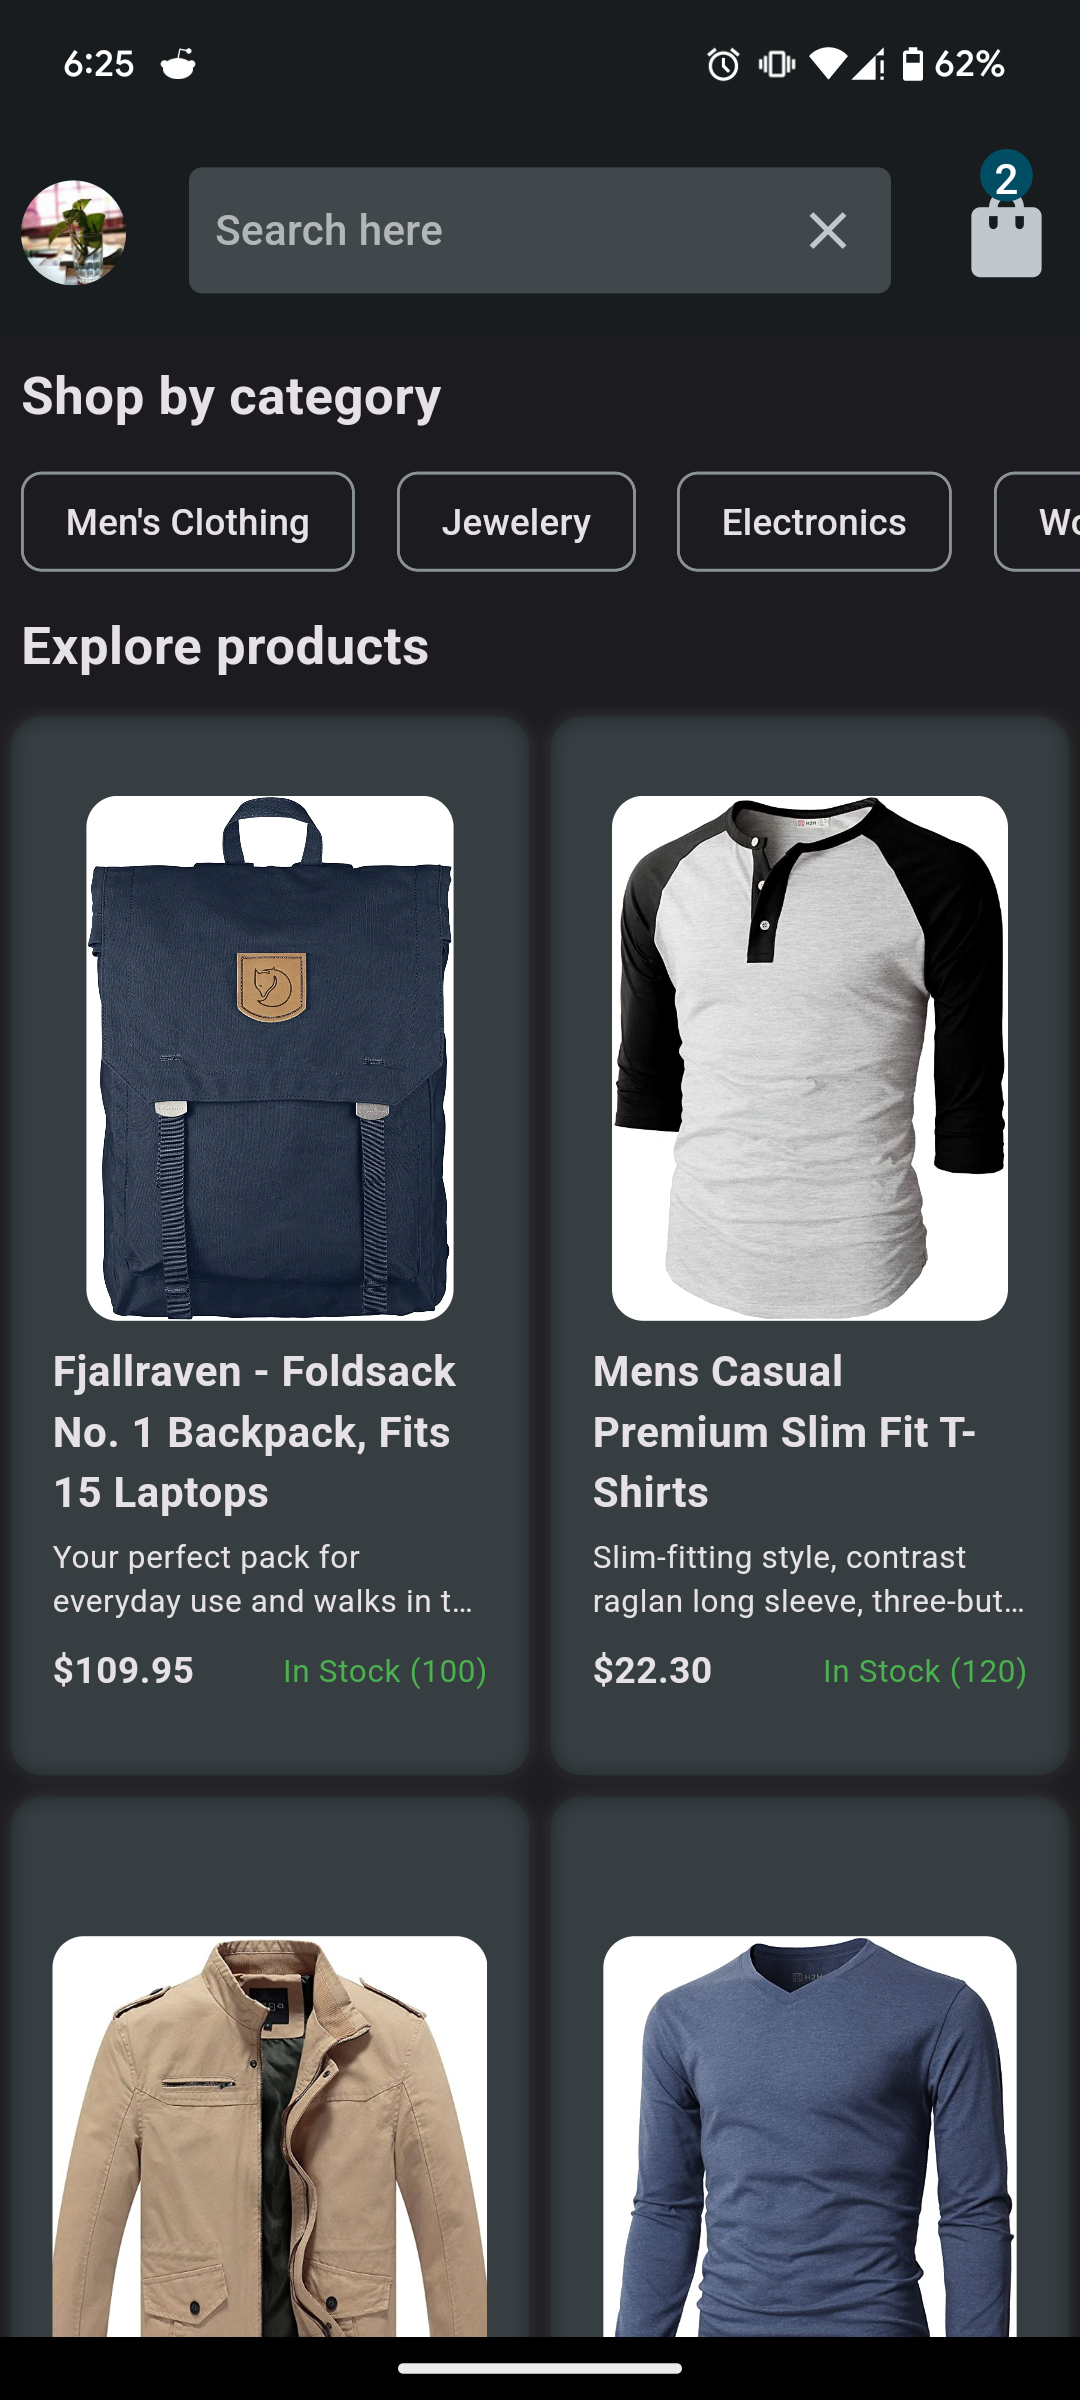 6:25
62%
Search here
2
Shop by category
Men's Clothing
Jewelery
Electronics
Wo
Explore products
Fjallraven - Foldsack
No. 1 Backpack, Fits
15 Laptops
Your perfect pack for
everyday use and walks in t...
$109.95
In Stock (100)
H2H
Mens Casual
Premium Slim Fit T-
Shirts
Slim-fitting style, contrast
raglan long sleeve, three-but...
$22.30
In Stock (120)
H2H